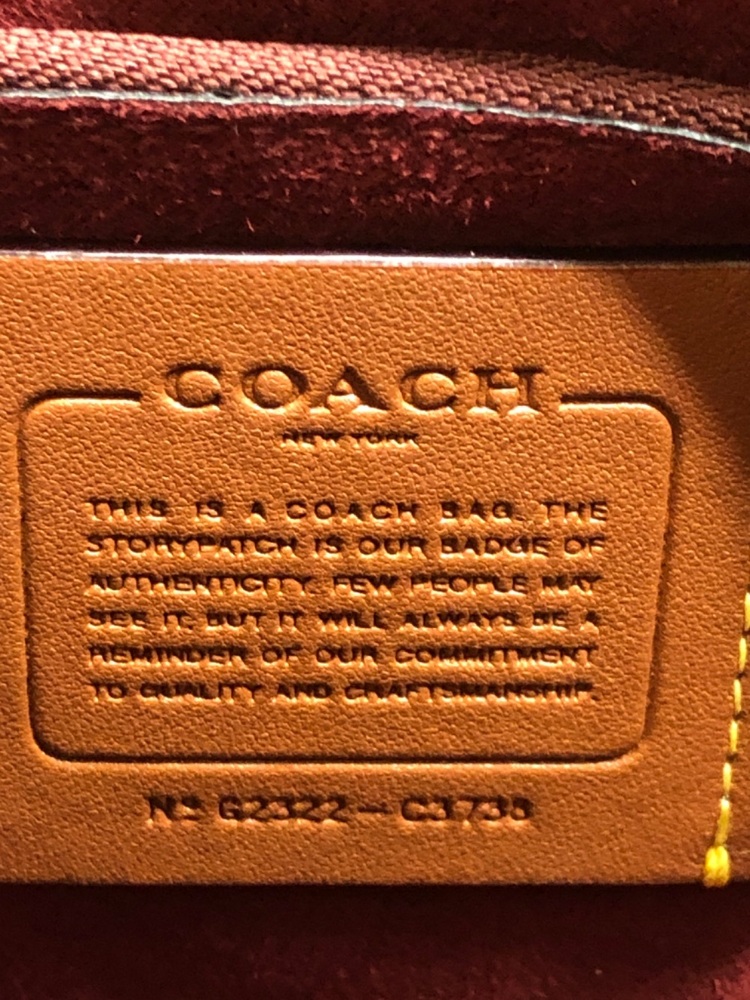 COACH
NEW YORK
THIS IS A COACH BAG. THE
STORYPATCH IS OUR BADGE OF
AUTHENTICITY. FEW PEOPLE MAY
SEE IT, BUT IT WILL ALWAYS BE A
REMINDER OF OUR COMMITMENT
TO QUALITY AND CRAFTSMANSHIP.
Nº G2322-C3738